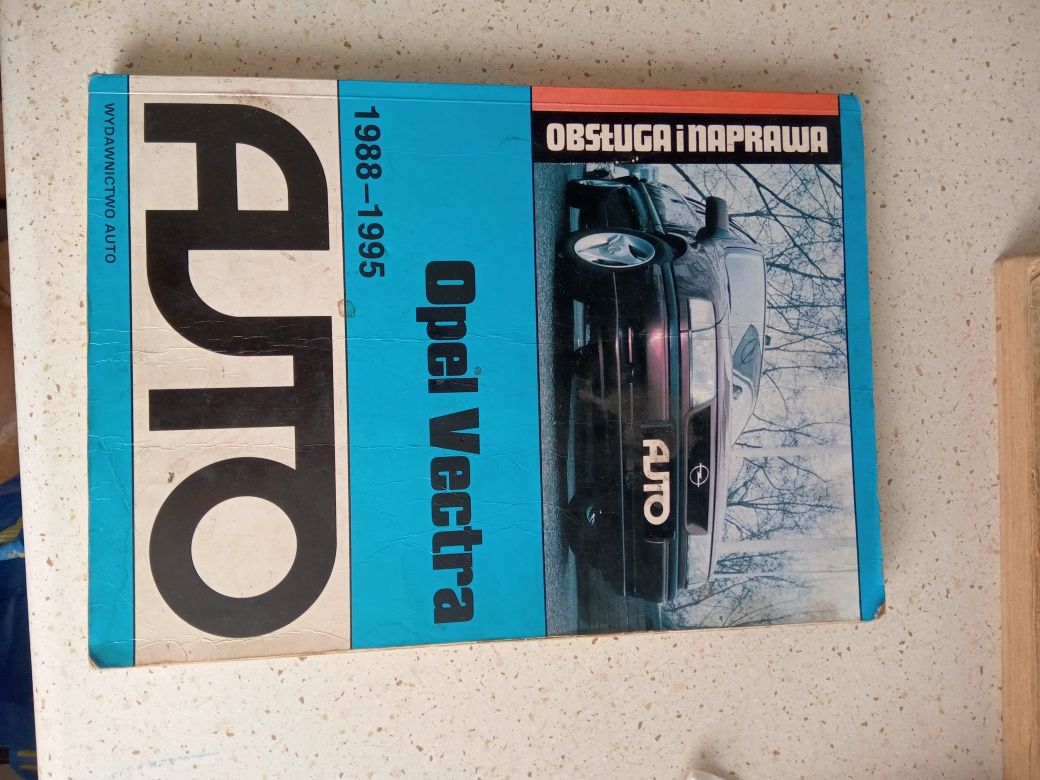 WYDAWNICTWO AUTO
AUTO
1988–1995
Opel Vectra
OBSŁUGA i NAPRAWA
AUTO